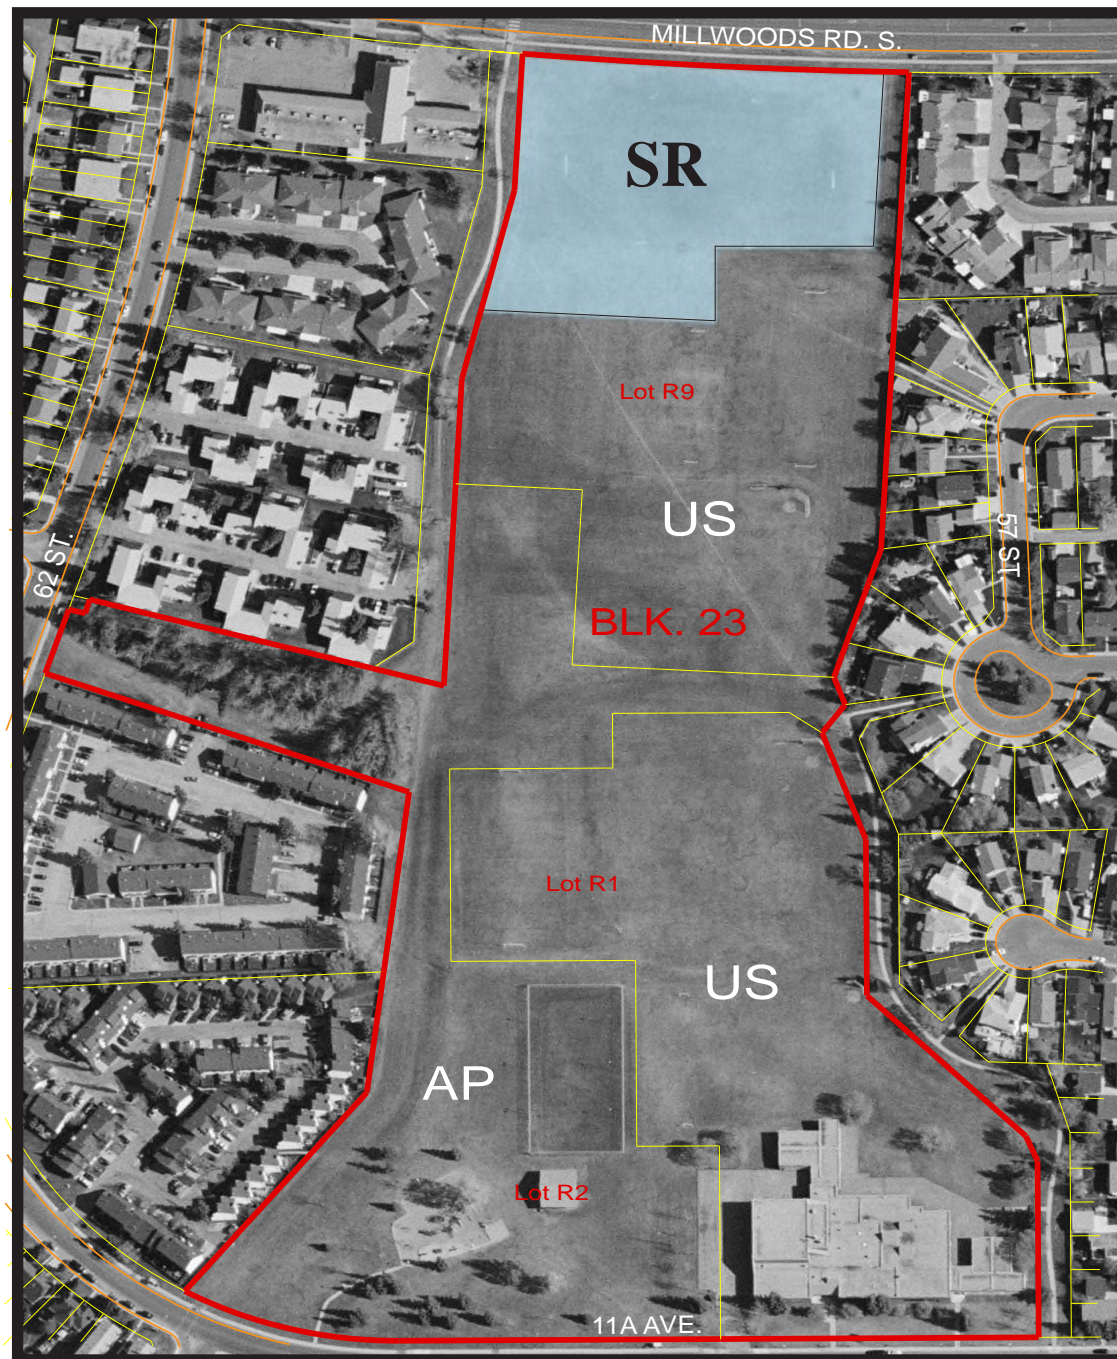 MILLWOODS RD. S.
SR
Lot R9
US
57 ST.
62 ST.
BLK. 23
Lot R1
US
AP
Lot R2
11A AVE.